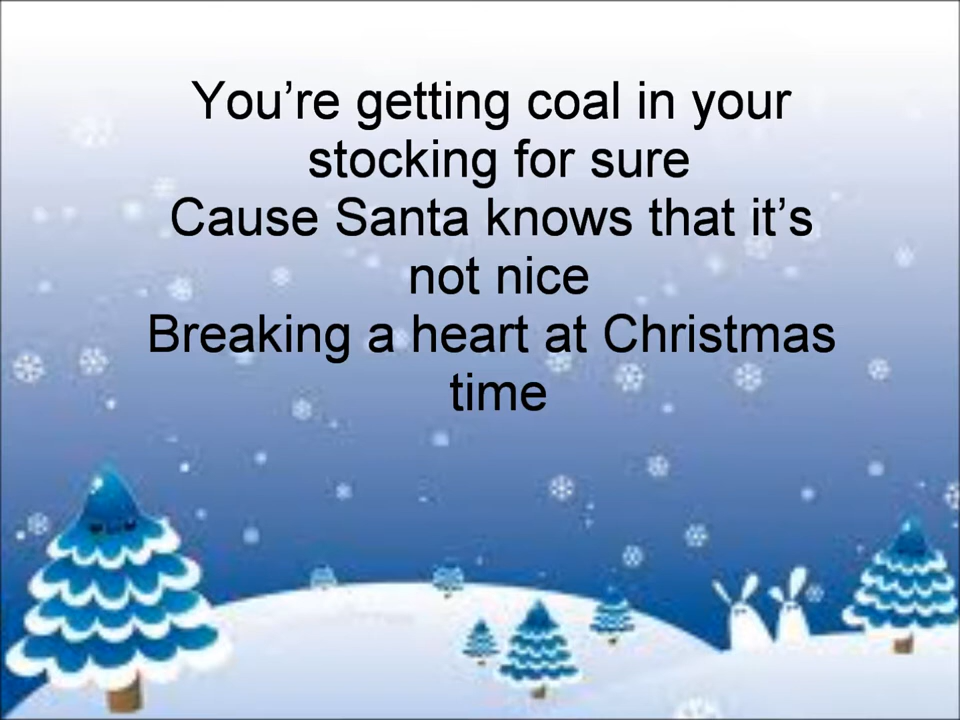 You’re getting coal in your
stocking for sure
Cause Santa knows that it’s
not nice
Breaking a heart at Christmas
time